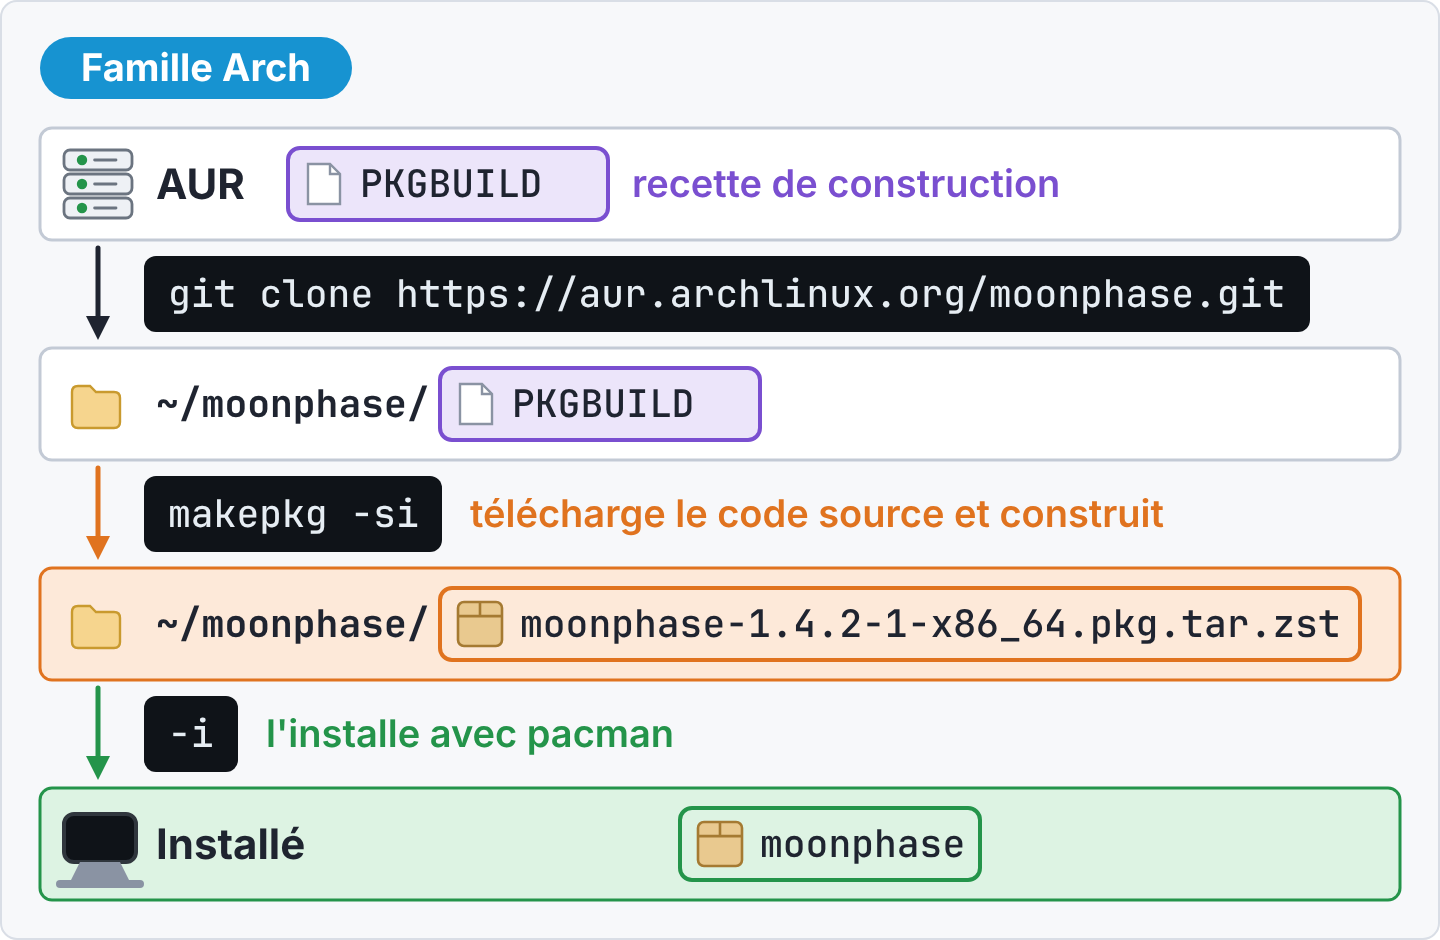 Famille Arch
AUR PKGBUILD recette de construction
git clone https://aur.archlinux.org/moonphase.git
~/moonphase/ PKGBUILD
makepkg -si télécharge le code source et construit
~/moonphase/ moonphase-1.4.2-1-x86_64.pkg.tar.zst
-i l'installe avec pacman
Installé moonphase